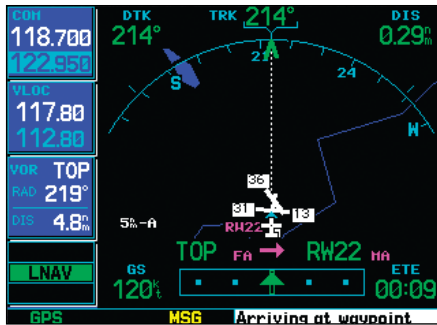 COM
118.700
122.950
VLOC
117.80
112.80
VOR TOP
RAD 219°
DIS 4.8nm
LNAV
GPS
DTK
214°
TRK 214°
DIS
0.29nm
S
21
24
W
36
31
13
RW22
5nm-A
TOP FA → RW22 MA
GS
120kt
ETE
00:09
MSG
Arriving at waypoint